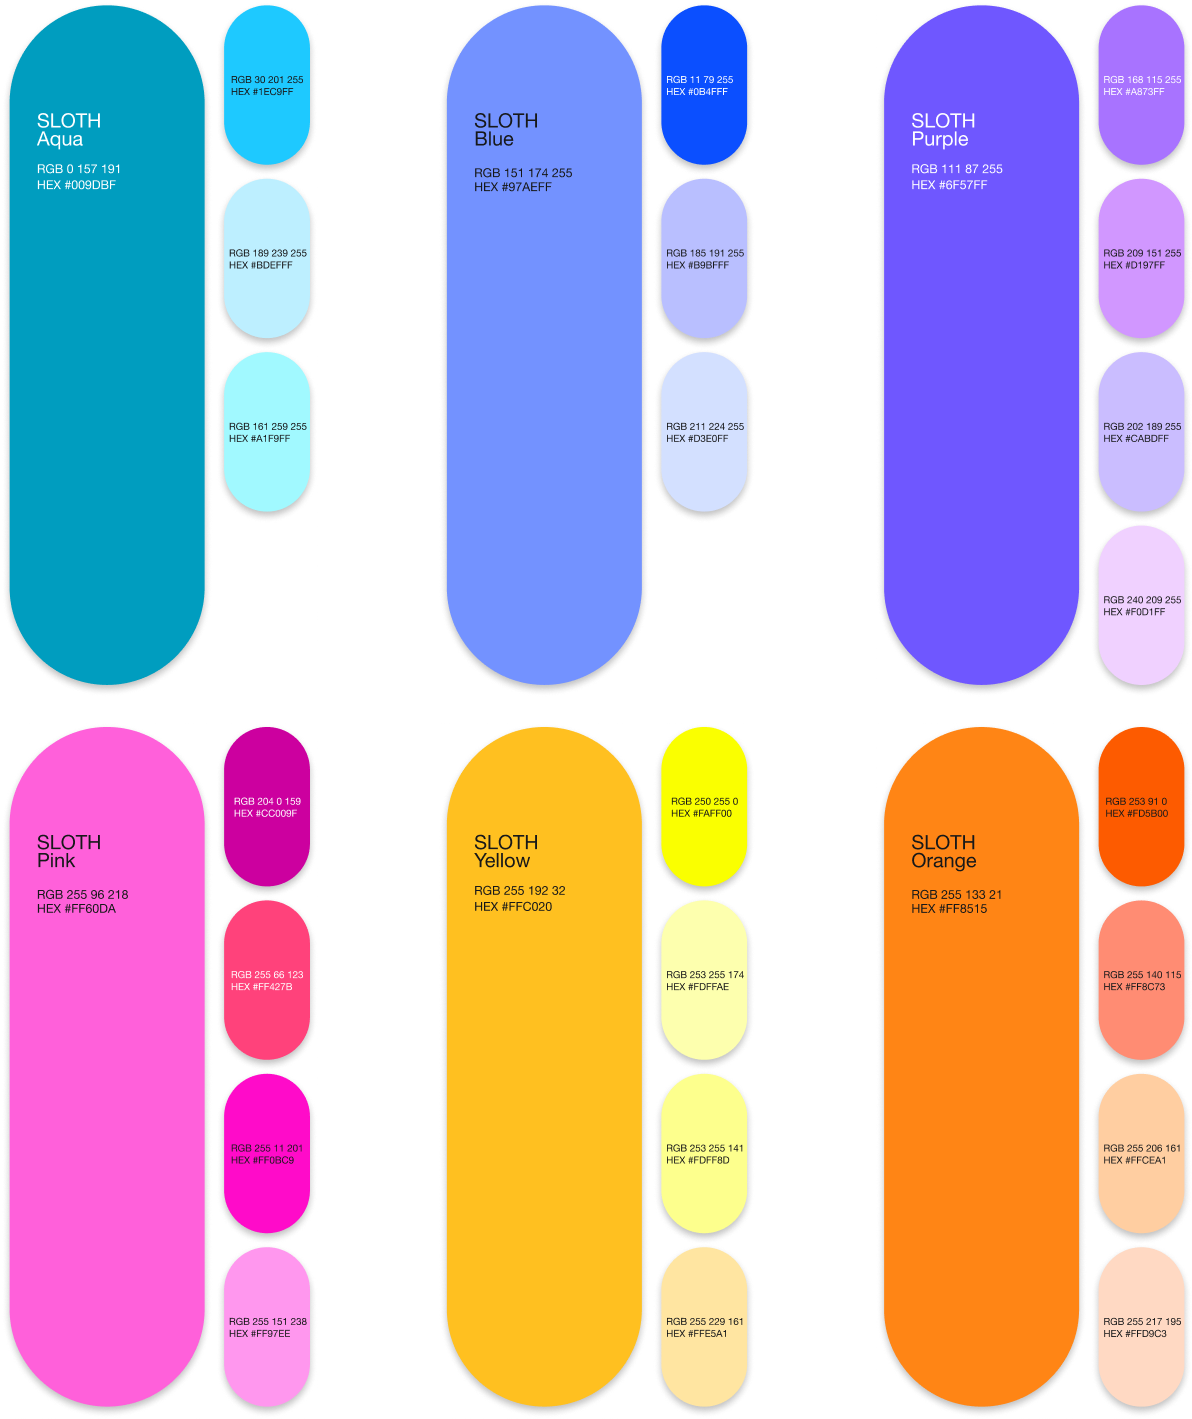 SLOTH
Aqua
RGB 0 157 191
HEX #009DBF
RGB 30 201 255
HEX #1EC9FF
RGB 189 239 255
HEX #BDEFFF
RGB 161 259 255
HEX #A1F9FF
SLOTH
Blue
RGB 151 174 255
HEX #97AEFF
RGB 11 79 255
HEX #0B4FFF
RGB 185 191 255
HEX #B9BFFF
RGB 211 224 255
HEX #D3E0FF
SLOTH
Purple
RGB 111 87 255
HEX #6F57FF
RGB 168 115 255
HEX #A873FF
RGB 209 151 255
HEX #D197FF
RGB 202 189 255
HEX #CABDFF
RGB 240 209 255
HEX #F0D1FF
SLOTH
Pink
RGB 255 96 218
HEX #FF60DA
RGB 204 0 159
HEX #CC009F
RGB 255 66 123
HEX #FF427B
RGB 255 11 201
HEX #FF0BC9
RGB 255 151 238
HEX #FF97EE
SLOTH
Yellow
RGB 255 192 32
HEX #FFC020
RGB 250 255 0
HEX #FAFF00
RGB 253 255 174
HEX #FDFFAE
RGB 253 255 141
HEX #FDFF8D
RGB 255 229 161
HEX #FFE5A1
SLOTH
Orange
RGB 255 133 21
HEX #FF8515
RGB 253 91 0
HEX #FD5B00
RGB 255 140 115
HEX #FF8C73
RGB 255 206 161
HEX #FFCEA1
RGB 255 217 195
HEX #FFD9C3